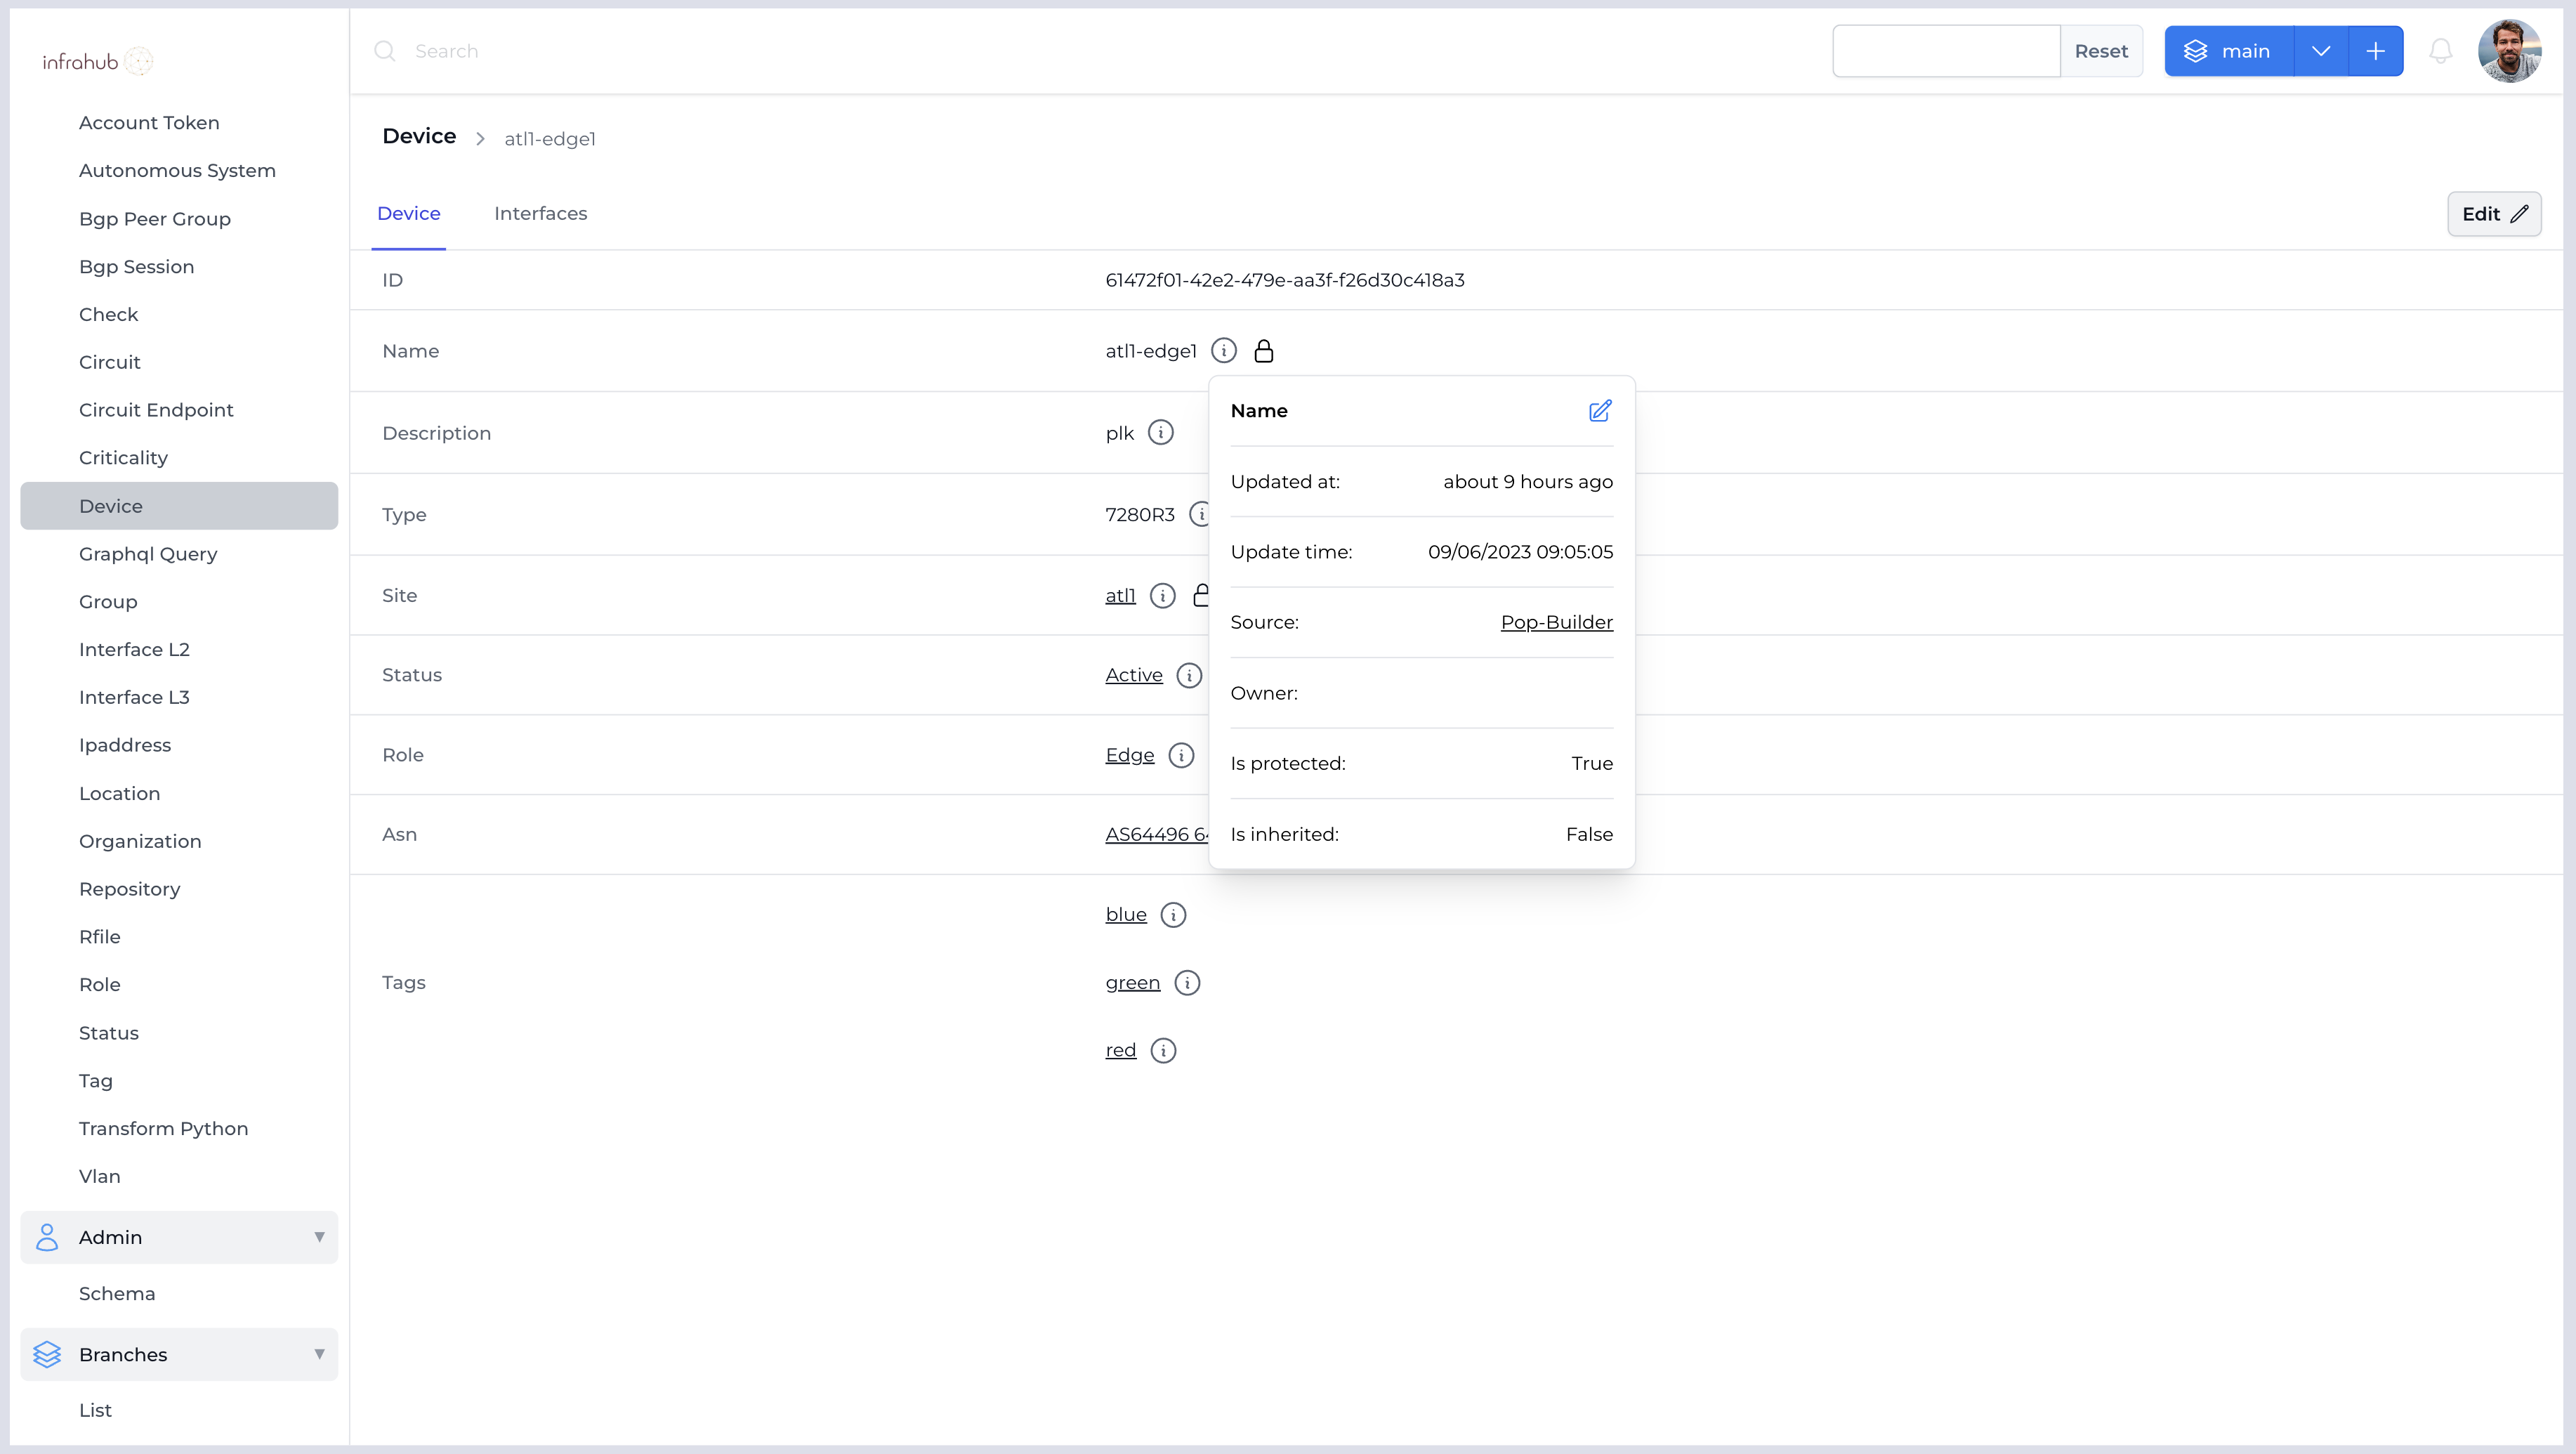 infrahub
Search
Reset
main
Account Token
Autonomous System
Bgp Peer Group
Bgp Session
Check
Circuit
Circuit Endpoint
Criticality
Device
Graphql Query
Group
Interface L2
Interface L3
Ipaddress
Location
Organization
Repository
Rfile
Role
Status
Tag
Transform Python
Vlan
Admin
Schema
Branches
List
Device > atl1-edge1
Device Interfaces
Edit
ID 61472f01-42e2-479e-aa3f-f26d30c418a3
Name atl1-edge1
Description plk
Type 7280R3
Site atl1
Status Active
Role Edge
Asn AS64496
Tags
blue
green
red
Name
Updated at: about 9 hours ago
Update time: 09/06/2023 09:05:05
Source: Pop-Builder
Owner:
Is protected: True
Is inherited: False